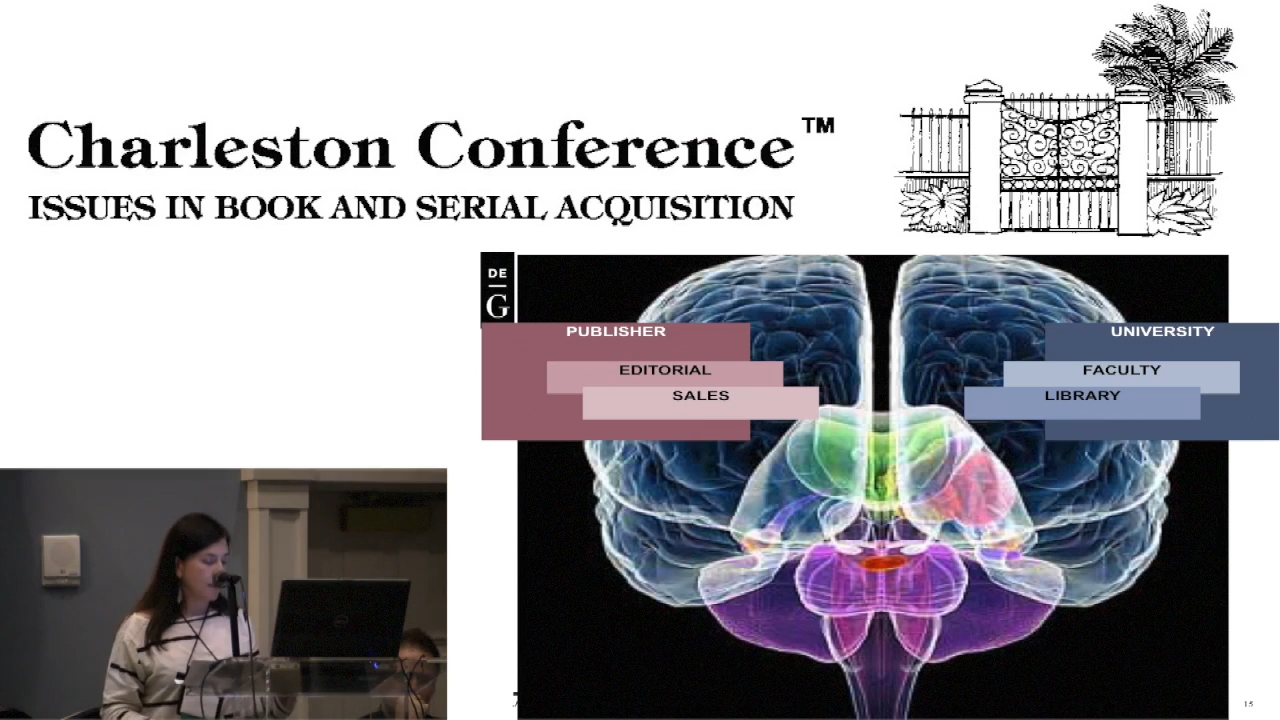 Charleston Conference™
ISSUES IN BOOK AND SERIAL ACQUISITION
DE
G
PUBLISHER
EDITORIAL
SALES
UNIVERSITY
FACULTY
LIBRARY
15